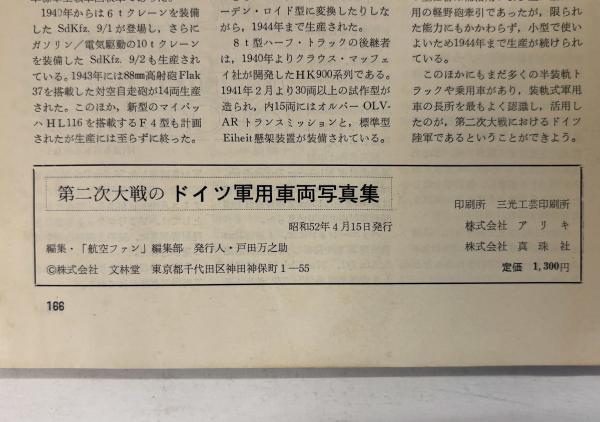 1940年からは6tクレーンを装備
した SdKfz. 9/1が登場し，さらに
ガソリン／電気駆動の10tクレーン
を装備した SdKfz. 9/2も生産され
ている。1943年には88mm高射砲Flak
37を搭載した対空自走砲が14両生産
された。このほか，新型のマイバッ
ハHL116を搭載するF4型も計画
されたが生産には至らずに終った。
ーデン・ロイド型に変換したりしな
がら，1944年まで生産された。
8t型ハーフ・トラックの後継者
は，1940年よりクラウス・マッフェ
イ社が開発したHK900系列である。
1941年2月より30両以上の試作型が
造られ，内15両にはオルバー OLV-
AR トランスミッションと，標準型
Eiheit懸架装置が装備されている。
用の軽野砲牽引であったが，限られ
た能力にもかかわらず，小型で使い
よいため1944年まで生産が続けられ
ている。
このほかにもまだ多くの半装軌ト
ラックや乗用車があり，装軌式軍用
車の長所を最もよく認識し，活用し
たのが，第二次大戦におけるドイツ
陸軍であるということができよう。
第二次大戦の ドイツ軍用車両写真集
昭和52年4月15日発行
編集・「航空ファン」編集部 発行人・戸田万之助
©株式会社 文林堂 東京都千代田区神田神保町1－55
印刷所 三光工芸印刷所
株式会社 アリキ
株式会社 真珠社
定価 1,300円
166